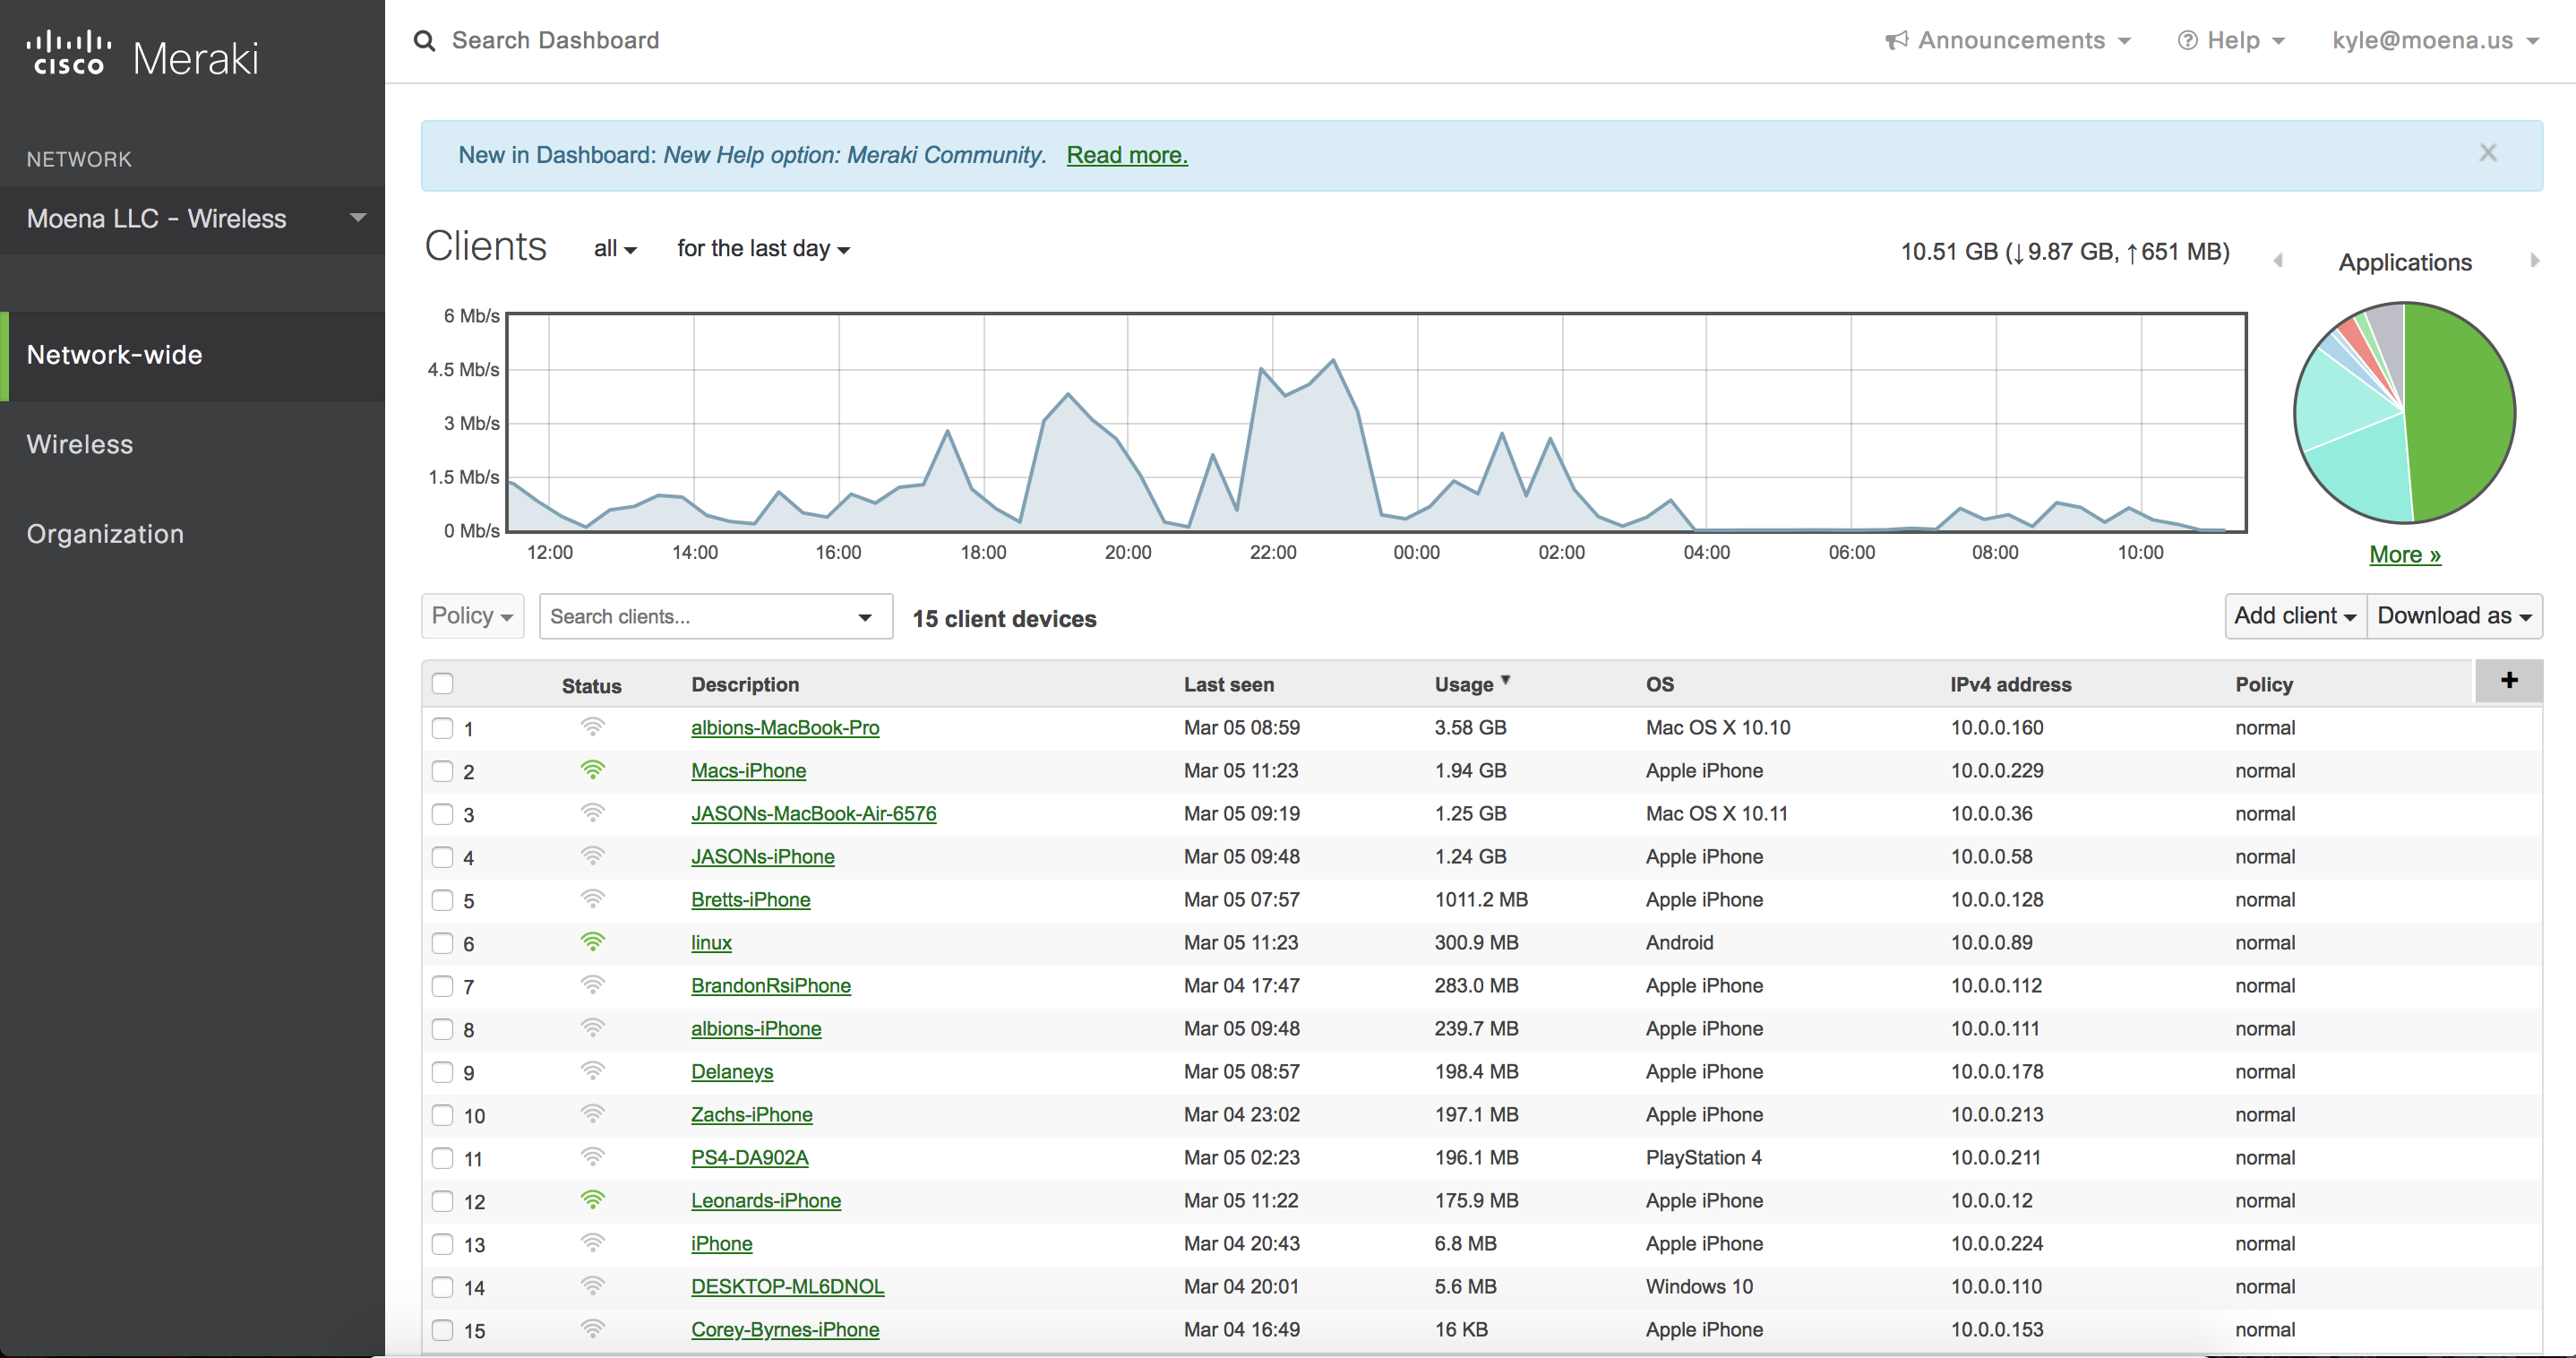 cisco Meraki
Search Dashboard
Announcements
Help
kyle@moena.us
NETWORK
Moena LLC - Wireless
Network-wide
Wireless
Organization
New in Dashboard: New Help option: Meraki Community. Read more.
×
Clients all for the last day
10.51 GB (↓9.87 GB, ↑651 MB)
Applications
6 Mb/s
4.5 Mb/s
3 Mb/s
1.5 Mb/s
0 Mb/s
12:00 14:00 16:00 18:00 20:00 22:00 00:00 02:00 04:00 06:00 08:00 10:00
More »
Policy Search clients... 15 client devices Add client Download as
Status Description Last seen Usage ▼ OS IPv4 address Policy +
1 albions-MacBook-Pro Mar 05 08:59 3.58 GB Mac OS X 10.10 10.0.0.160 normal
2 Macs-iPhone Mar 05 11:23 1.94 GB Apple iPhone 10.0.0.229 normal
3 JASONs-MacBook-Air-6576 Mar 05 09:19 1.25 GB Mac OS X 10.11 10.0.0.36 normal
4 JASONs-iPhone Mar 05 09:48 1.24 GB Apple iPhone 10.0.0.58 normal
5 Bretts-iPhone Mar 05 07:57 1011.2 MB Apple iPhone 10.0.0.128 normal
6 linux Mar 05 11:23 300.9 MB Android 10.0.0.89 normal
7 BrandonRsiPhone Mar 04 17:47 283.0 MB Apple iPhone 10.0.0.112 normal
8 albions-iPhone Mar 05 09:48 239.7 MB Apple iPhone 10.0.0.111 normal
9 Delaneys Mar 05 08:57 198.4 MB Apple iPhone 10.0.0.178 normal
10 Zachs-iPhone Mar 04 23:02 197.1 MB Apple iPhone 10.0.0.213 normal
11 PS4-DA902A Mar 05 02:23 196.1 MB PlayStation 4 10.0.0.211 normal
12 Leonards-iPhone Mar 05 11:22 175.9 MB Apple iPhone 10.0.0.12 normal
13 iPhone Mar 04 20:43 6.8 MB Apple iPhone 10.0.0.224 normal
14 DESKTOP-ML6DNOL Mar 04 20:01 5.6 MB Windows 10 10.0.0.110 normal
15 Corey-Byrnes-iPhone Mar 04 16:49 16 KB Apple iPhone 10.0.0.153 normal